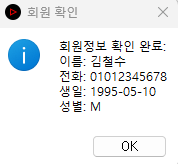 회원 확인
회원정보 확인 완료:
이름: 김철수
전화: 01012345678
생일: 1995-05-10
성별: M
OK